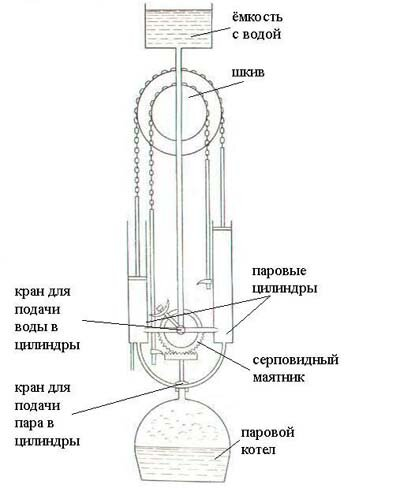 ёмкость
с водой
шкив
паровые
цилиндры
кран для
подачи
воды в
цилиндры
серповидный
маятник
кран для
подачи
пара в
цилиндры
паровой
котел